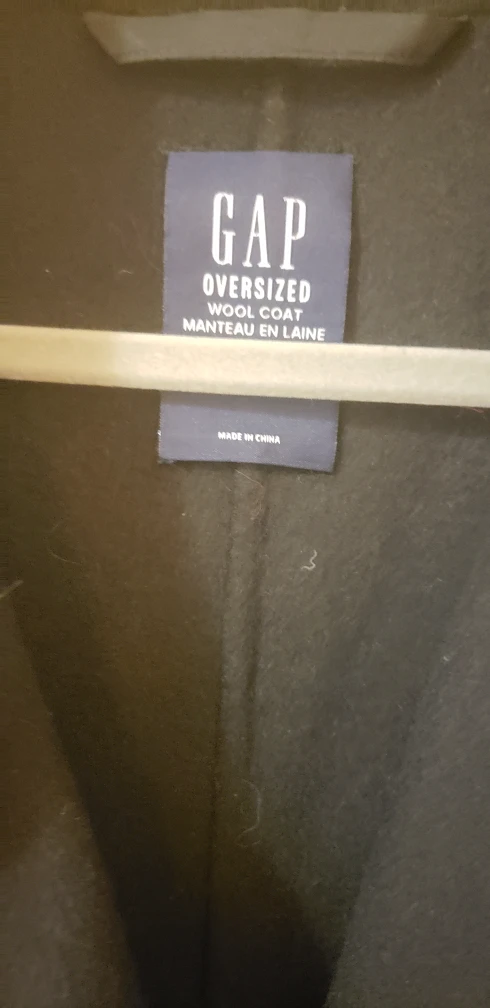 GAP
OVERSIZED
WOOL COAT
MANTEAU EN LAINE
MADE IN CHINA